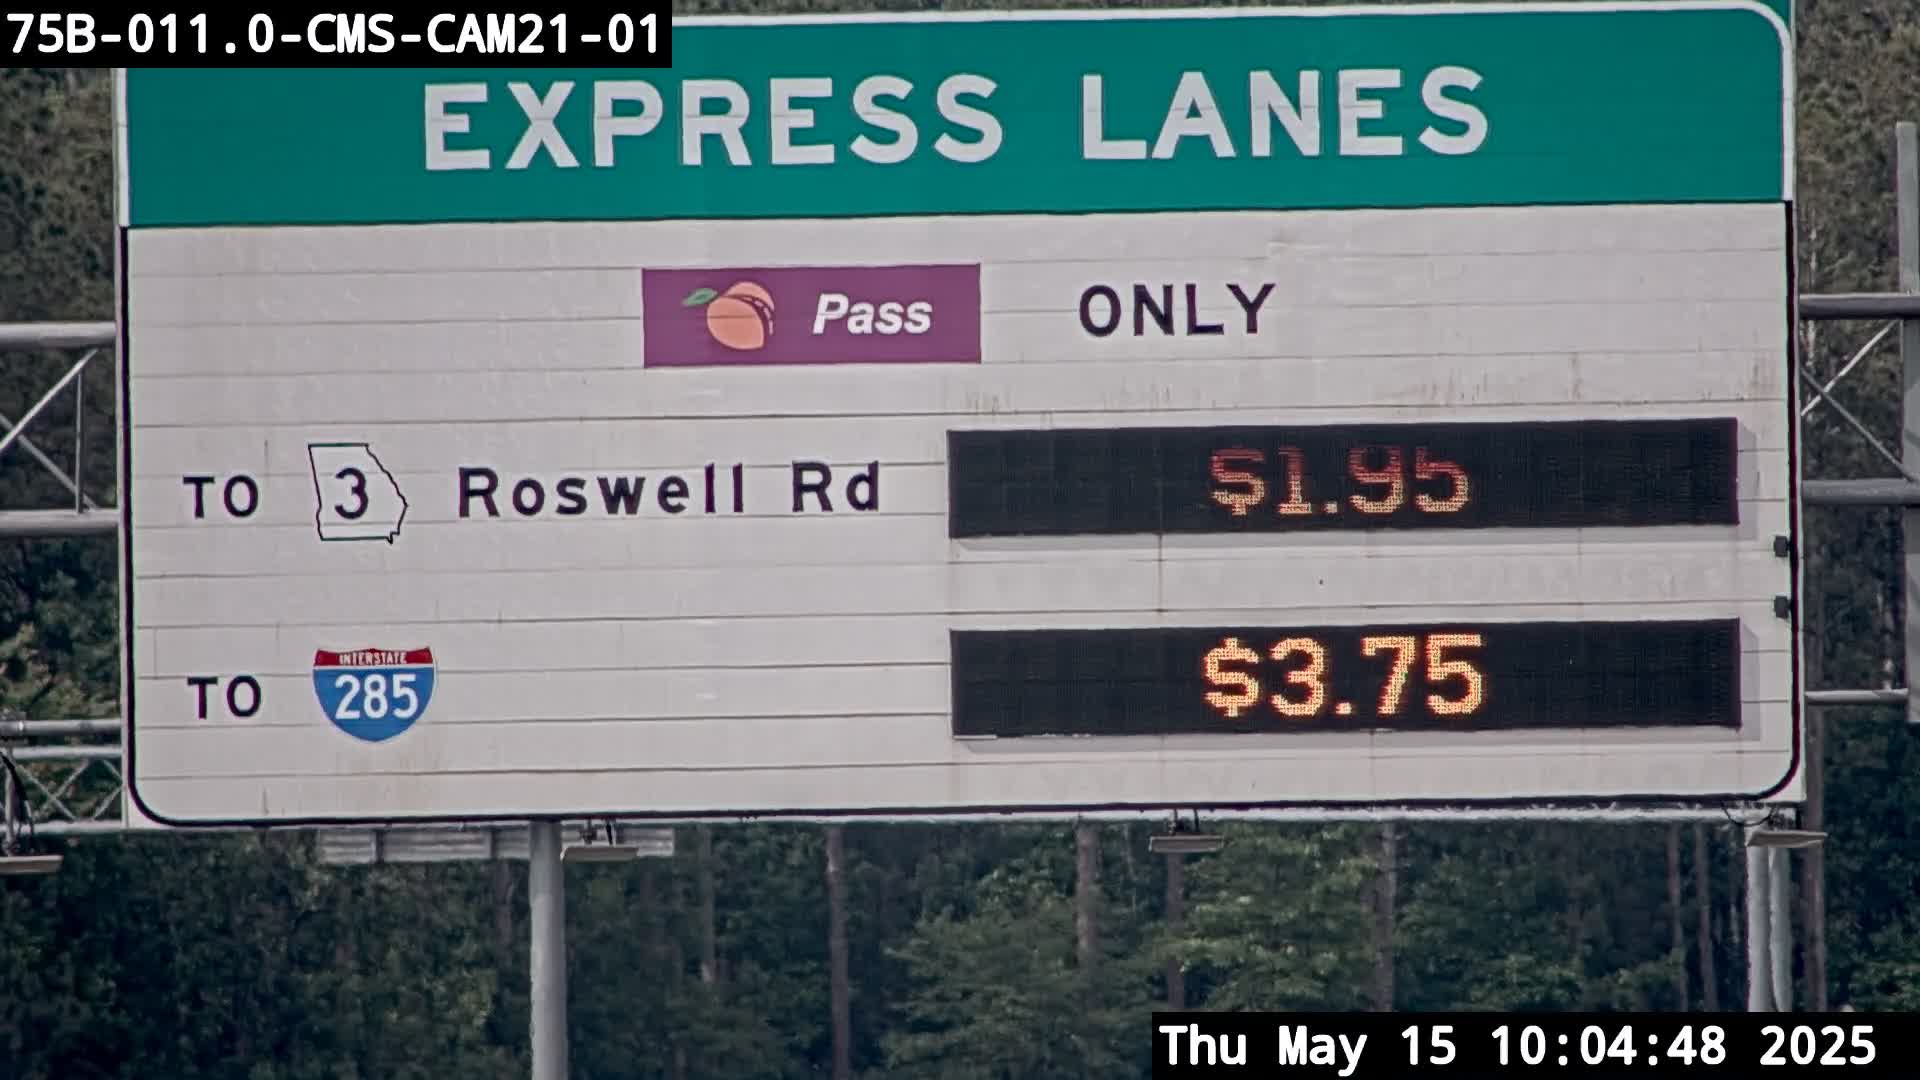 75B-011.0-CMS-CAM21-01
EXPRESS LANES
Pass ONLY
TO 3 Roswell Rd $1.95
TO INTERSTATE 285 $3.75
Thu May 15 10:04:48 2025